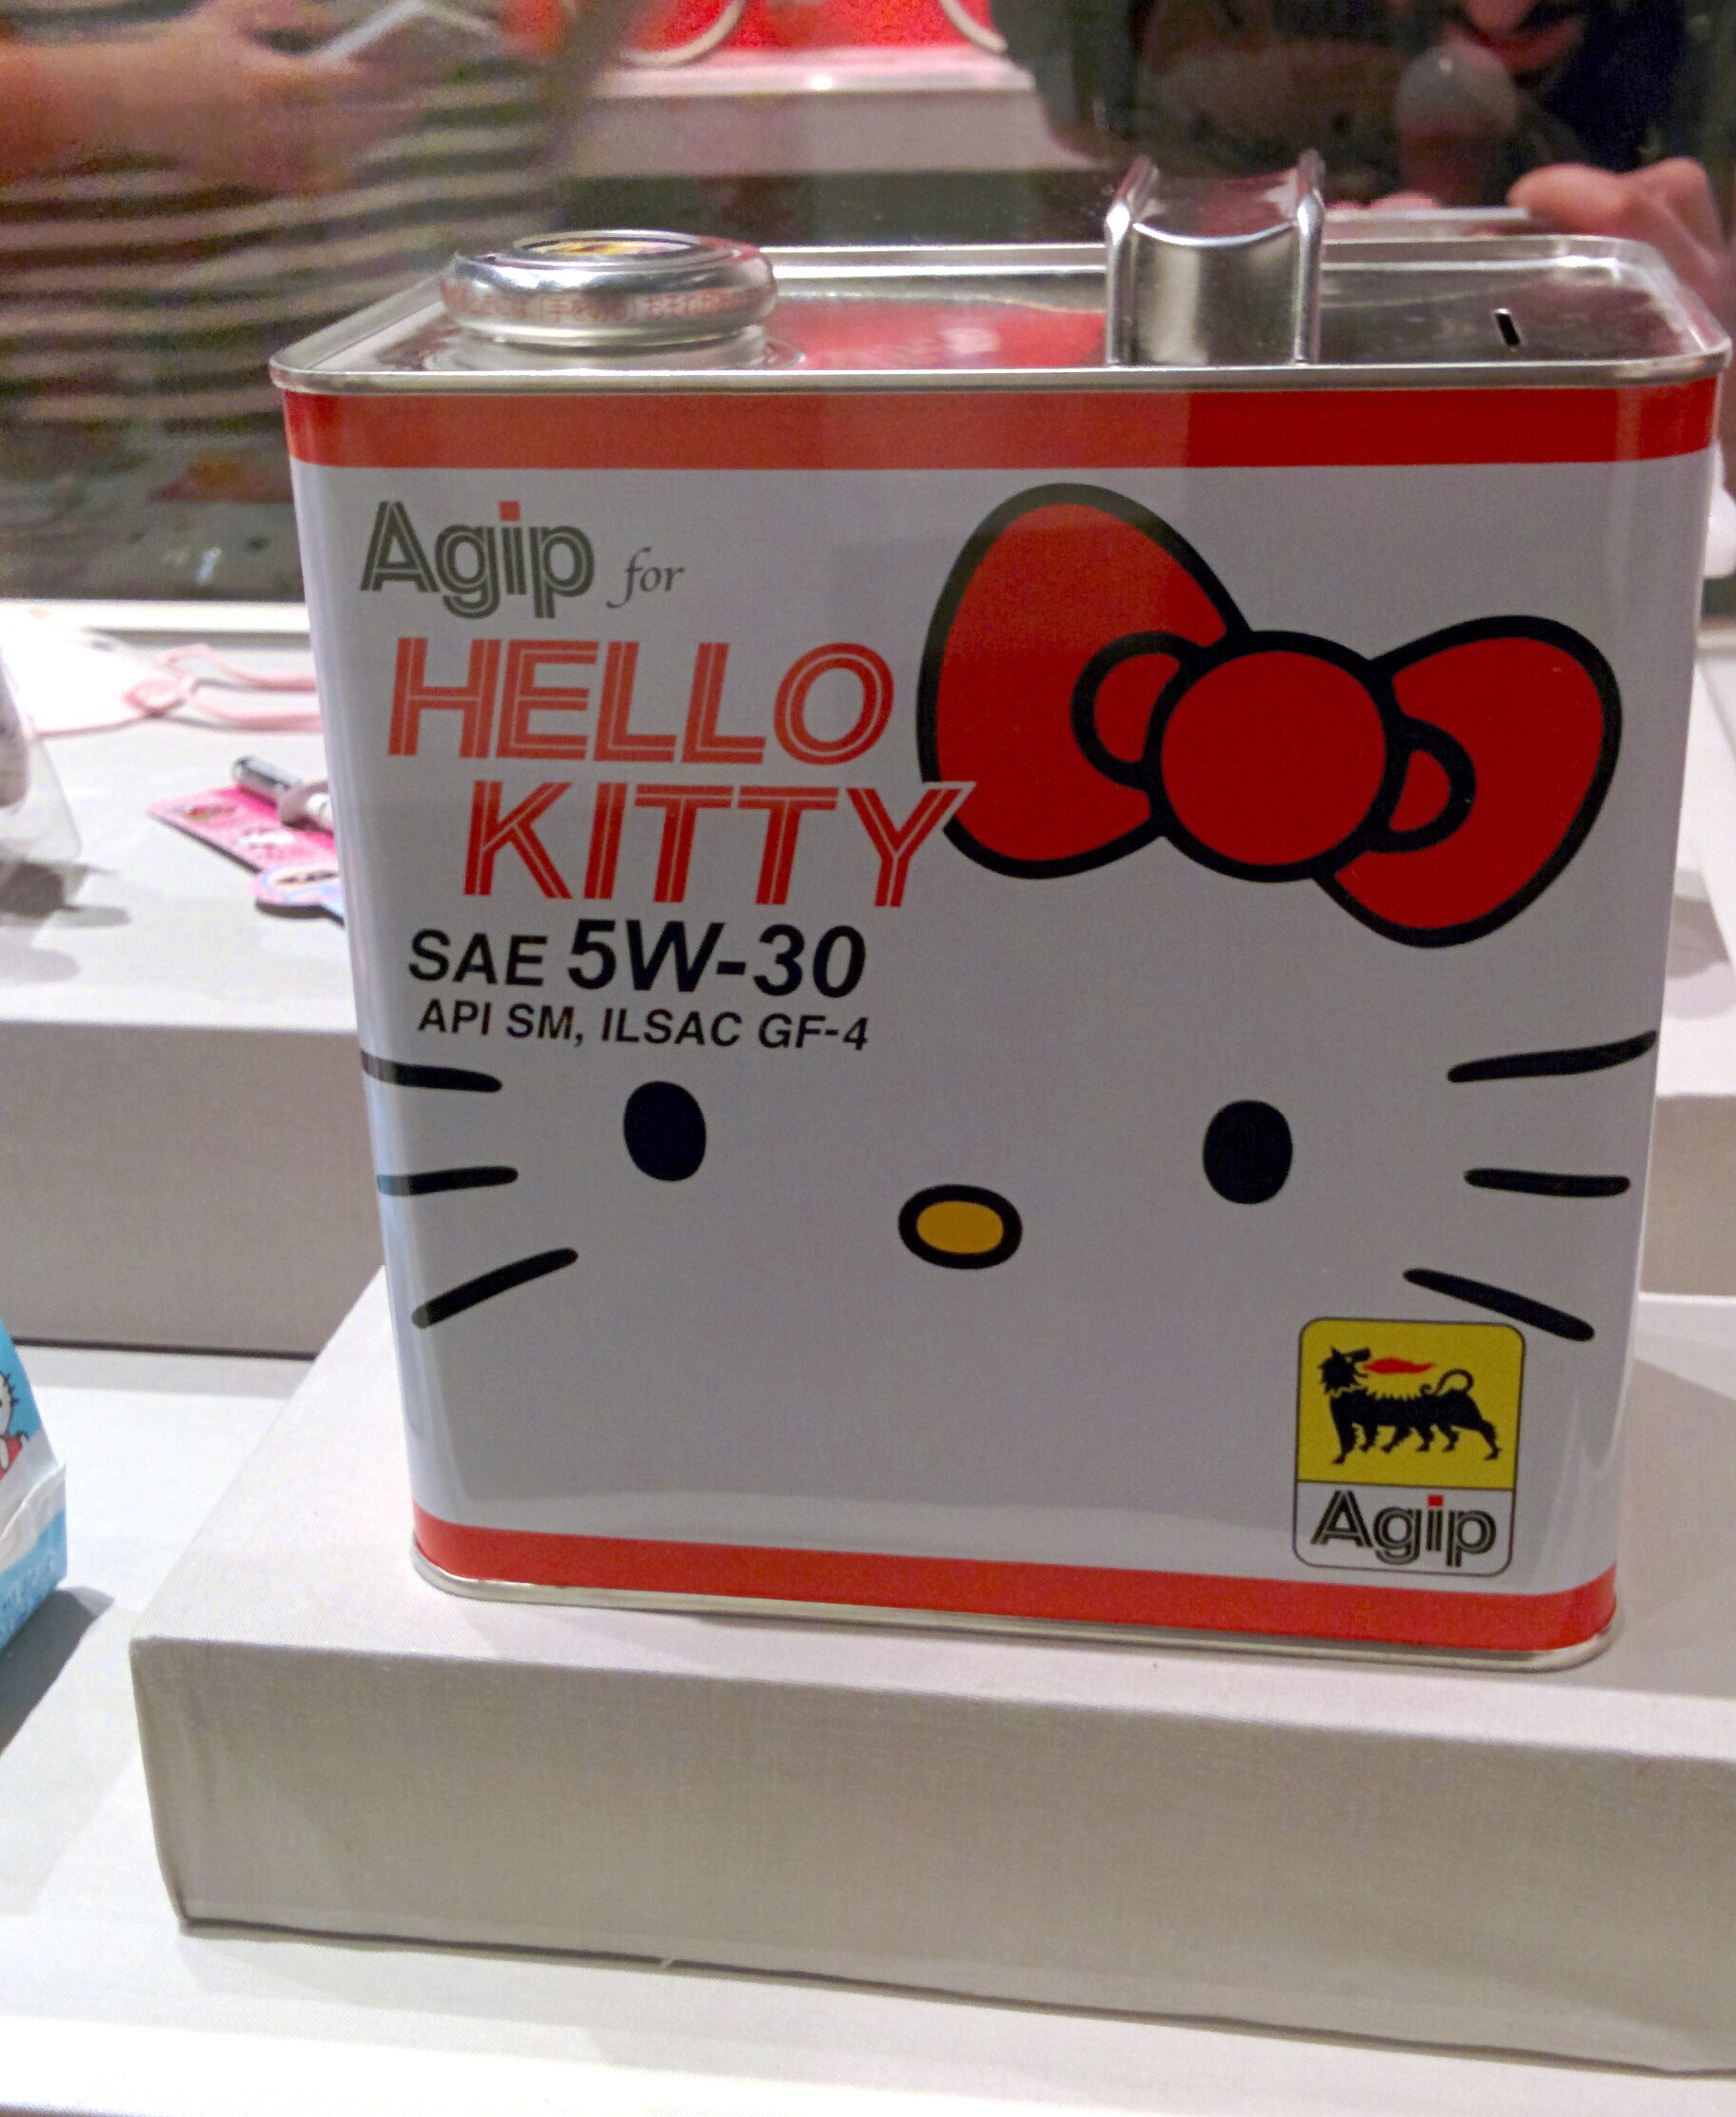 Agip for
HELLO
KITTY
SAE 5W-30
API SM, ILSAC GF-4
Agip